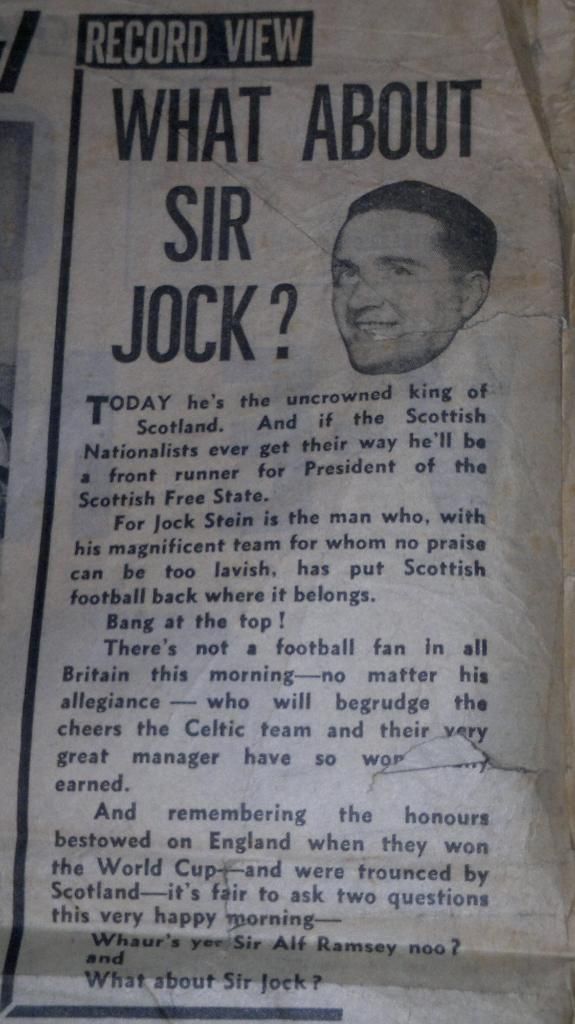 RECORD VIEW
WHAT ABOUT
SIR
JOCK?
TODAY he's the uncrowned king of
Scotland. And if the Scottish
Nationalists ever get their way he'll be
a front runner for President of the
Scottish Free State.
For Jock Stein is the man who, with
his magnificent team for whom no praise
can be too lavish, has put Scottish
football back where it belongs.
Bang at the top!
There's not a football fan in all
Britain this morning—no matter his
allegiance — who will begrudge the
cheers the Celtic team and their very
great manager have so
earned.
And remembering the honours
bestowed on England when they won
the World Cup—and were trounced by
Scotland—it's fair to ask two questions
this very happy morning—
Whaur's yer Sir Alf Ramsey noo?
and
What about Sir Jock?